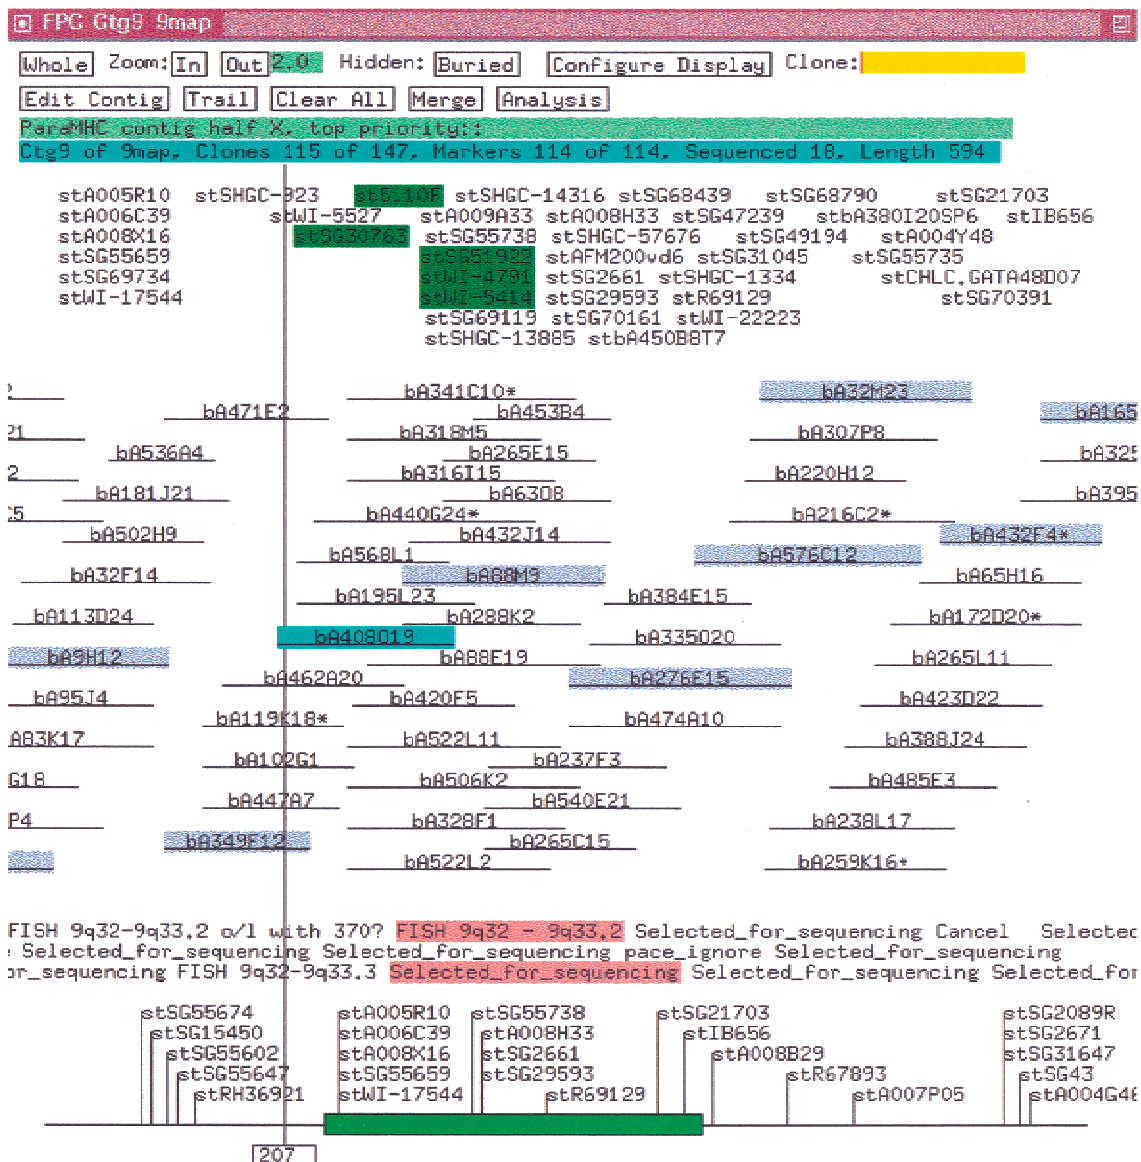 FPC Ctg9 9map
Whole Zoom: In Out 2.0 Hidden: Buried Configure Display Clone:
Edit Contig Trail Clear All Merge Analysis
ParaMHC contig half X, top priority::
Ctg9 of 9map, Clones 115 of 147, Markers 114 of 114, Sequenced 18, Length 594
stA005R10 stSHGC-923 st5.10F stSHGC-14316 stSG68439 stSG68790 stSG21703
stA006C39 stWI-5527 stA009A33 stA008H33 stSG47239 stbA380I20SP6 stIB656
stA008X16 stSG30763 stSG55738 stSHGC-57676 stSG49194 stA004Y48
stSG55659 stSG51922 stAFM200vd6 stSG31045 stSG55735
stSG69734 stWI-4791 stSG2661 stSHGC-1334 stCHLC.GATA48D07
stWI-17544 stWI-5414 stSG29593 stR69129 stSG70391
stSG69119 stSG70161 stWI-22223
stSHGC-13885 stbA450B8T7
2 bA341C10* bA32M23
bA471E2 bA453B4 bA165
P1 bA318M5 bA307P8
bA536A4 bA265E15 bA325
2 bA316I15 bA220H12
bA181J21 bA6308 bA395
C5 bA440G24* bA216C2*
bA502H9 bA432J14 bA432F4*
bA568L1 bA576C12
bA32F14 bA88M9 bA65H16
bA195L23 bA384E15
bA113D24 bA288K2 bA172D20*
bA408O19 bA335O20
bA9H12 bA88E19 bA265L11
bA462A20 bA276E15
bA95J4 bA420F5 bA423D22
bA119K18* bA474A10
A83K17 bA522L11 bA388J24
bA102G1 bA237F3
G18 bA506K2 bA485E3
bA447A7 bA540E21
P4 bA328F1 bA238L17
bA349F12 bA265C15
bA522L2 bA259K16+
FISH 9q32-9q33.2 o/l with 370? FISH 9q32 - 9q33.2 Selected_for_sequencing Cancel Selected
Selected_for_sequencing Selected_for_sequencing pace_ignore Selected_for_sequencing
or_sequencing FISH 9q32-9q33.3 Selected_for_sequencing Selected_for_sequencing Selected_for
stSG55674 stA005R10 stSG55738 stSG21703 stSG2089R
stSG15450 stA006C39 stA008H33 stIB656 stSG2671
stSG55602 stA008X16 stSG2661 stA008B29 stSG31647
stSG55647 stSG55659 stSG29593 stR67893 stSG43
stRH36921 stWI-17544 stR69129 stA007P05 stA004G48
207